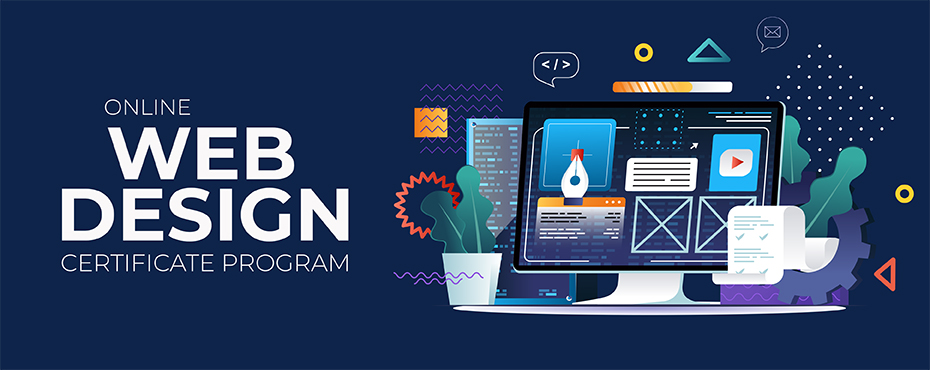 ONLINE
WEB
DESIGN
CERTIFICATE PROGRAM
</>